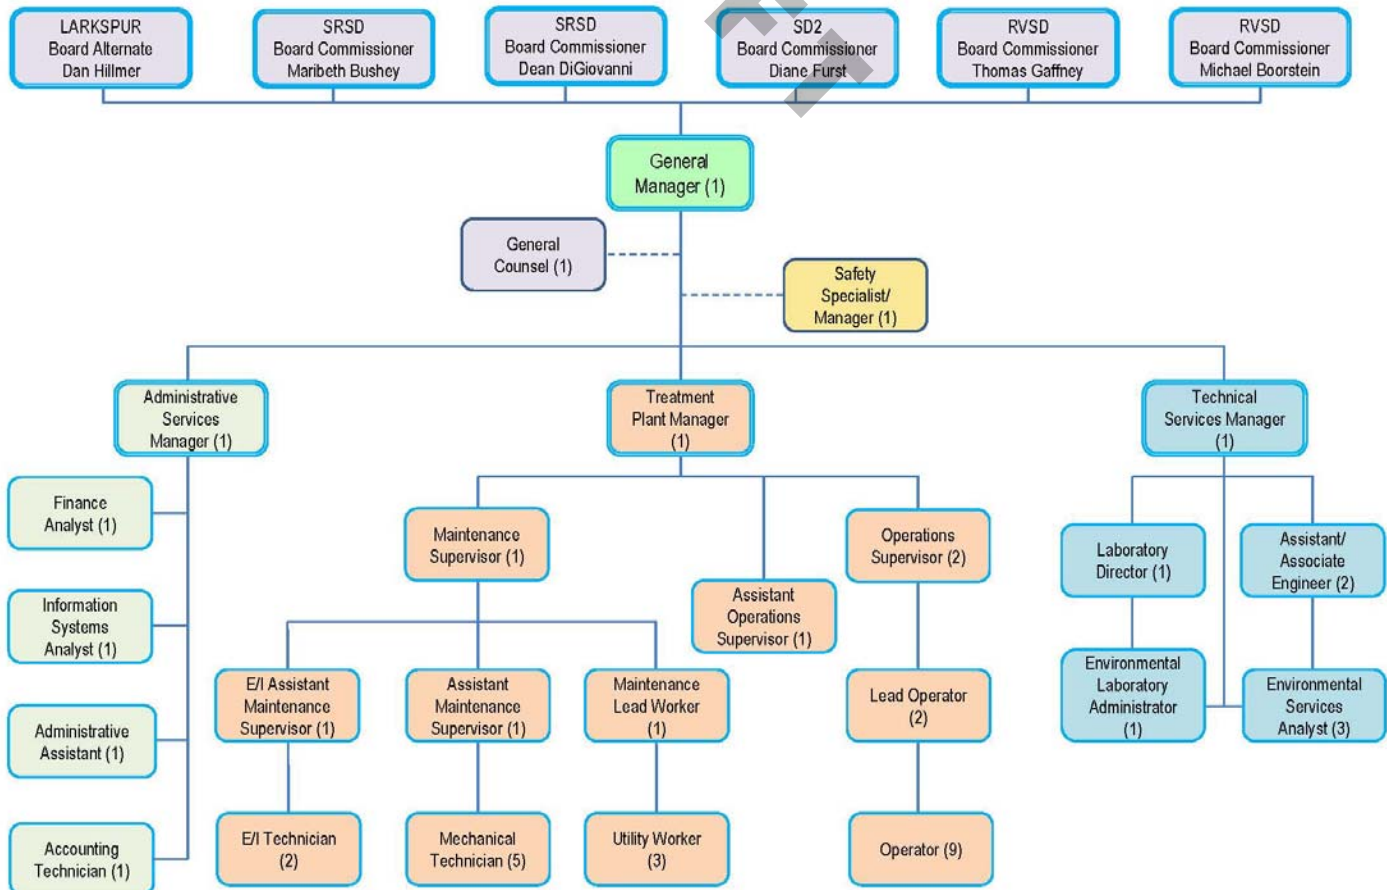 LARKSPUR
Board Alternate
Dan Hillmer
SRSD
Board Commissioner
Maribeth Bushey
SRSD
Board Commissioner
Dean DiGiovanni
SD2
Board Commissioner
Diane Furst
RVSD
Board Commissioner
Thomas Gaffney
RVSD
Board Commissioner
Michael Boorstein
General
Manager (1)
General
Counsel (1)
Safety
Specialist/
Manager (1)
Administrative
Services
Manager (1)
Treatment
Plant Manager
(1)
Technical
Services Manager
(1)
Finance
Analyst (1)
Information
Systems
Analyst (1)
Administrative
Assistant (1)
Accounting
Technician (1)
Maintenance
Supervisor (1)
Assistant
Operations
Supervisor (1)
Operations
Supervisor (2)
E/I Assistant
Maintenance
Supervisor (1)
Assistant
Maintenance
Supervisor (1)
Maintenance
Lead Worker
(1)
Lead Operator
(2)
E/I Technician
(2)
Mechanical
Technician (5)
Utility Worker
(3)
Operator (9)
Laboratory
Director (1)
Assistant/
Associate
Engineer (2)
Environmental
Laboratory
Administrator
(1)
Environmental
Services
Analyst (3)